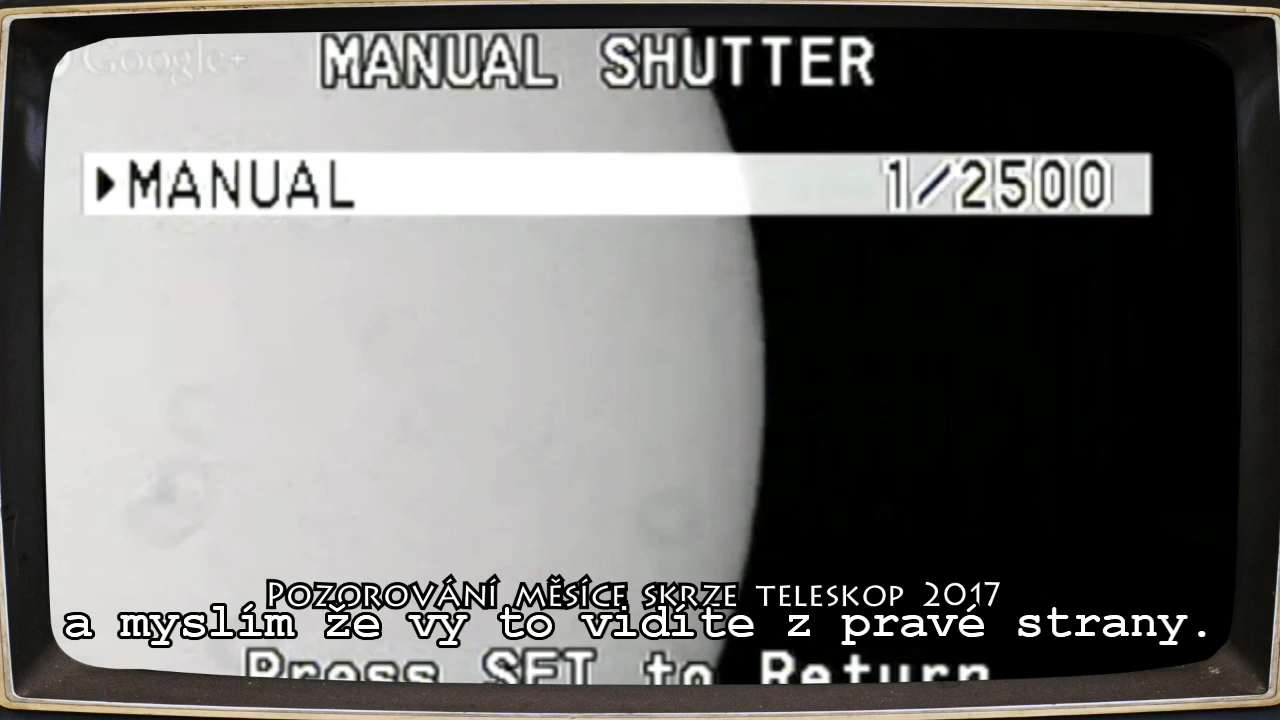 Google+
MANUAL SHUTTER
MANUAL 1/2500
Pozorování měsíce skrze teleskop 2017
a myslím že vy to vidíte z pravé strany.
Press SET to Return